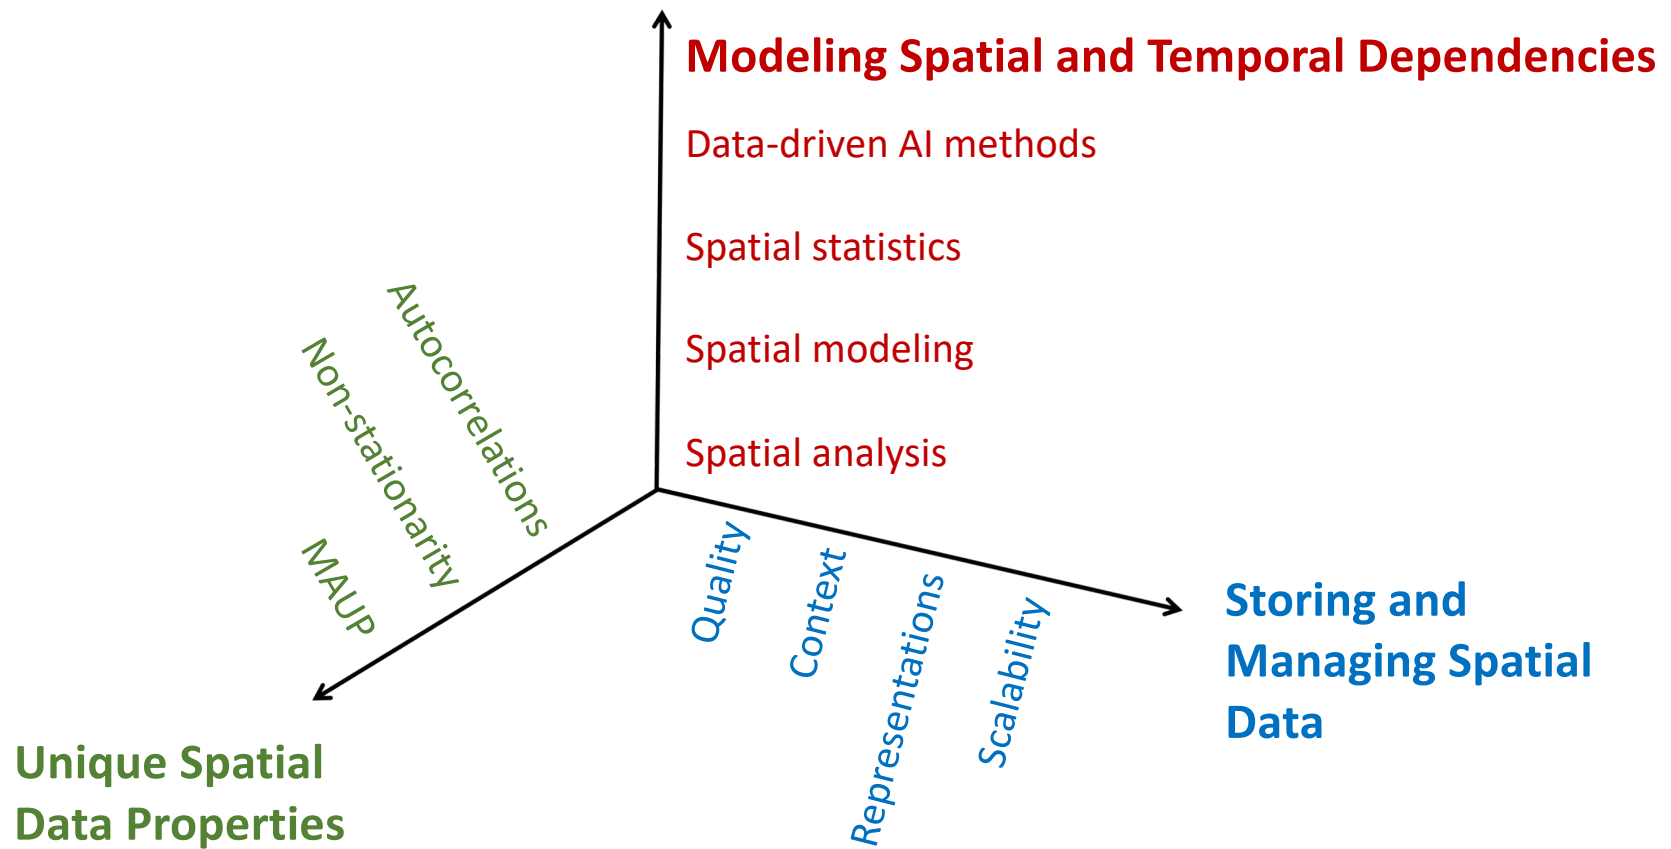 Modeling Spatial and Temporal Dependencies
Data-driven AI methods
Spatial statistics
Spatial modeling
Spatial analysis
Autocorrelations
Non-stationarity
MAUP
Unique Spatial
Data Properties
Quality
Context
Representations
Scalability
Storing and
Managing Spatial
Data